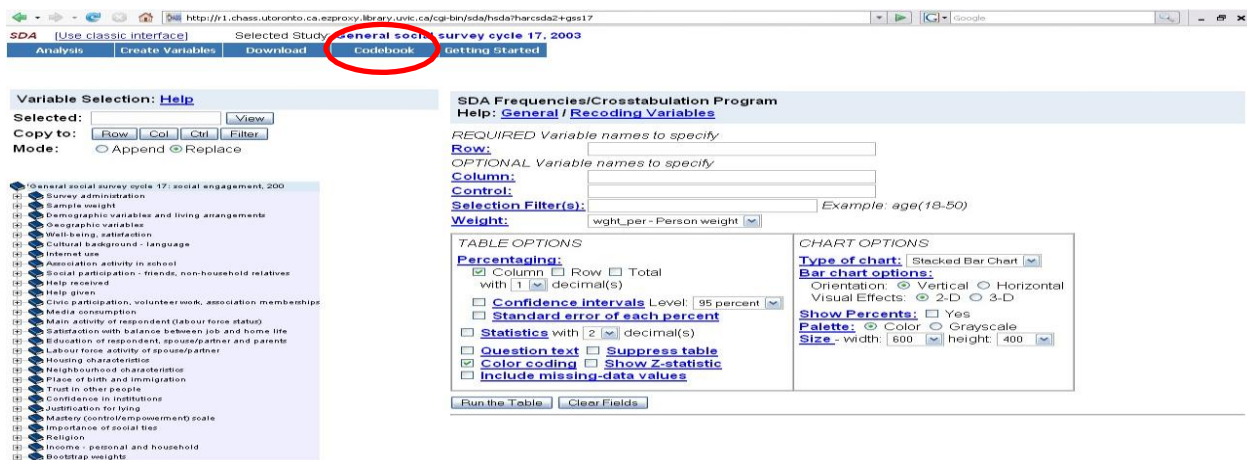 http://r1.chass.utoronto.ca.ezproxy.library.uvic.ca/cgi-bin/sda/hsda?harcsda2+gss17
Google
SDA [Use classic interface] Selected Study: General social survey cycle 17, 2003
Analysis Create Variables Download Codebook Getting Started
Variable Selection: Help
Selected: View
Copy to: Row Col Ctrl Filter
Mode: Append Replace
'General social survey cycle 17: social engagement, 200
Survey administration
Sample weight
Demographic variables and living arrangements
Geographic variables
Well-being, satisfaction
Cultural background - language
Internet use
Association activity in school
Social participation - friends, non-household relatives
Help received
Help given
Civic participation, volunteer work, association memberships
Media consumption
Main activity of respondent (labour force status)
Satisfaction with balance between job and home life
Education of respondent, spouse/partner and parents
Labour force activity of spouse/partner
Housing characteristics
Neighbourhood characteristics
Place of birth and immigration
Trust in other people
Confidence in institutions
Justification for lying
Mastery (control/empowerment) scale
Importance of social ties
Religion
Income - personal and household
Bootstrap weights
SDA Frequencies/Crosstabulation Program
Help: General / Recoding Variables
REQUIRED Variable names to specify
Row:
OPTIONAL Variable names to specify
Column:
Control:
Selection Filter(s): Example: age(18-50)
Weight: wght_per - Person weight
TABLE OPTIONS
Percentaging:
Column Row Total
with 1 decimal(s)
Confidence intervals Level: 95 percent
Standard error of each percent
Statistics with 2 decimal(s)
Question text Suppress table
Color coding Show Z-statistic
Include missing-data values
CHART OPTIONS
Type of chart: Stacked Bar Chart
Bar chart options:
Orientation: Vertical Horizontal
Visual Effects: 2-D 3-D
Show Percents: Yes
Palette: Color Grayscale
Size - width: 600 height: 400
Run the Table Clear Fields